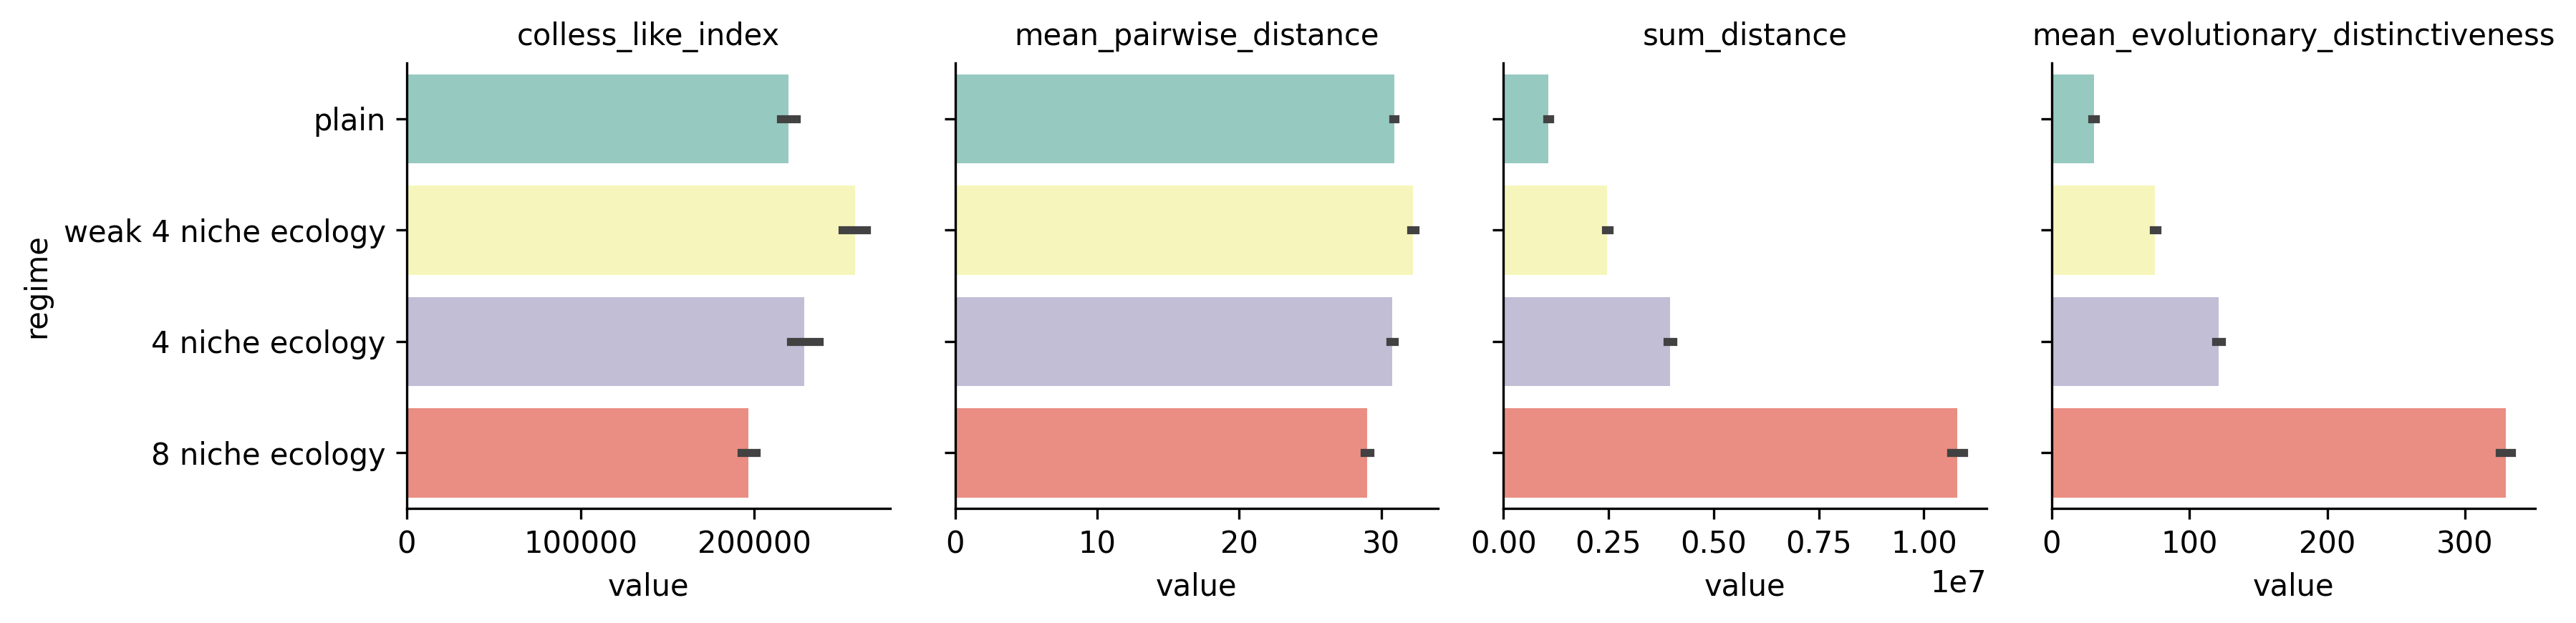 colless_like_index
mean_pairwise_distance
sum_distance
mean_evolutionary_distinctiveness
regime
plain
weak 4 niche ecology
4 niche ecology
8 niche ecology
0 100000 200000
0 10 20 30
0.00 0.25 0.50 0.75 1.00
0 100 200 300
1e7
value
value
value
value